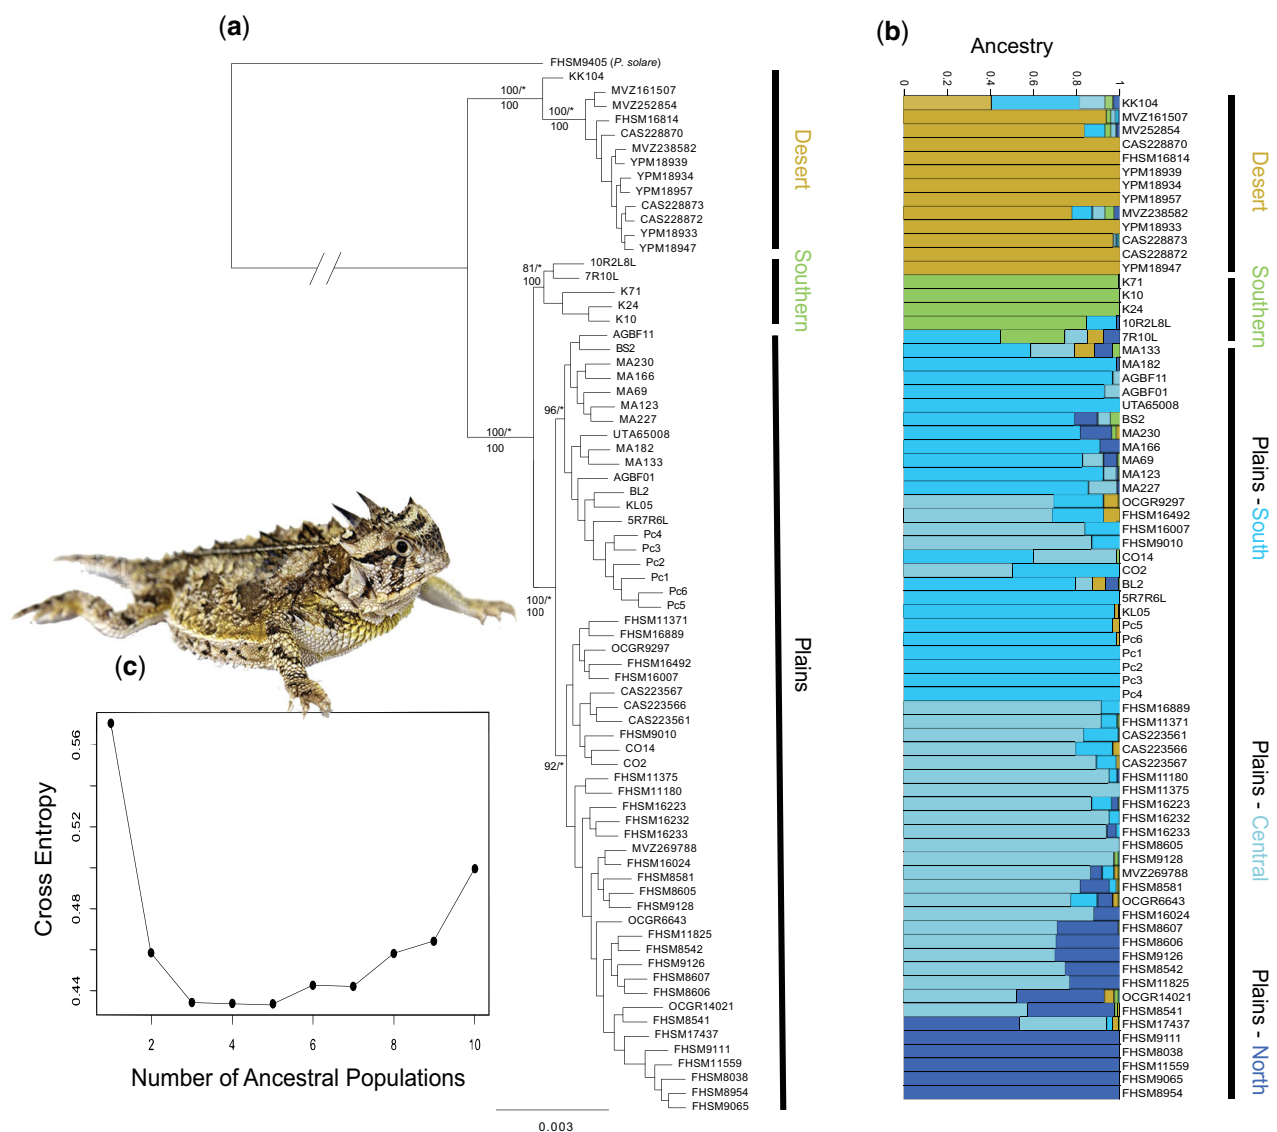 (a)
FHSM9405 (P. solare)
KK104
MVZ161507
MVZ252854
FHSM16814
CAS228870
MVZ238582
YPM18939
YPM18934
YPM18957
CAS228873
CAS228872
YPM18933
YPM18947
10R2L8L
7R10L
K71
K24
K10
AGBF11
BS2
MA230
MA166
MA69
MA123
MA227
UTA65008
MA182
MA133
AGBF01
BL2
KL05
5R7R6L
Pc4
Pc3
Pc2
Pc1
Pc6
Pc5
FHSM11371
FHSM16889
OCGR9297
FHSM16492
FHSM16007
CAS223567
CAS223566
CAS223561
FHSM9010
CO14
CO2
FHSM11375
FHSM11180
FHSM16223
FHSM16232
FHSM16233
MVZ269788
FHSM16024
FHSM8581
FHSM8605
FHSM9128
OCGR6643
FHSM11825
FHSM8542
FHSM9126
FHSM8607
FHSM8606
OCGR14021
FHSM8541
FHSM17437
FHSM9111
FHSM11559
FHSM8038
FHSM8954
FHSM9065
100/*
100
100/*
100
81/*
100
100/*
100
96/*
100/*
100
92/*
0.003
Desert
Southern
Plains
(b)
Ancestry
0
0.2
0.4
0.6
0.8
1
KK104
MVZ161507
MV252854
CAS228870
FHSM16814
YPM18939
YPM18934
YPM18957
MVZ238582
YPM18933
CAS228873
CAS228872
YPM18947
K71
K10
K24
10R2L8L
7R10L
MA133
MA182
AGBF11
AGBF01
UTA65008
BS2
MA230
MA166
MA69
MA123
MA227
OCGR9297
FHSM16492
FHSM16007
FHSM9010
CO14
CO2
BL2
5R7R6L
KL05
Pc5
Pc6
Pc1
Pc2
Pc3
Pc4
FHSM16889
FHSM11371
CAS223561
CAS223566
CAS223567
FHSM11180
FHSM11375
FHSM16223
FHSM16232
FHSM16233
FHSM8605
FHSM9128
MVZ269788
FHSM8581
OCGR6643
FHSM16024
FHSM8607
FHSM8606
FHSM9126
FHSM8542
FHSM11825
OCGR14021
FHSM8541
FHSM17437
FHSM9111
FHSM8038
FHSM11559
FHSM9065
FHSM8954
Desert
Southern
Plains - South
Plains - Central
Plains - North
(c)
Cross Entropy
0.56
0.52
0.48
0.44
2
4
6
8
10
Number of Ancestral Populations